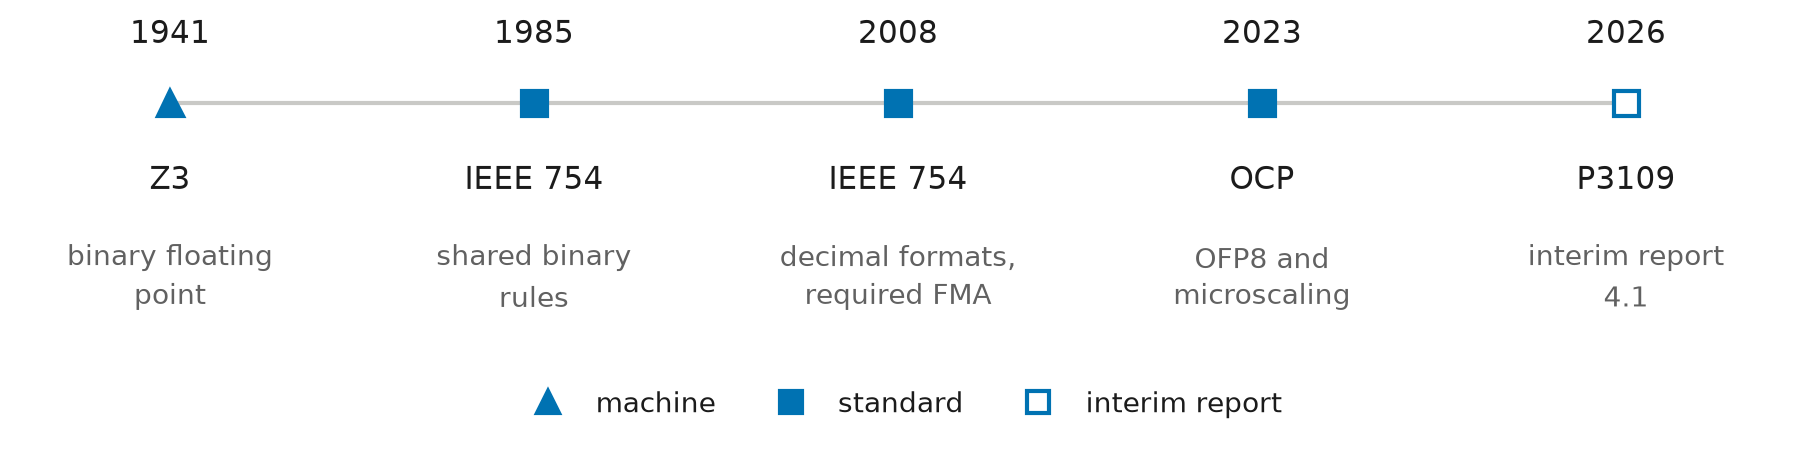 1941 1985 2008 2023 2026
Z3 IEEE 754 IEEE 754 OCP P3109
binary floating shared binary decimal formats, OFP8 and interim report
point rules required FMA microscaling 4.1
machine standard interim report